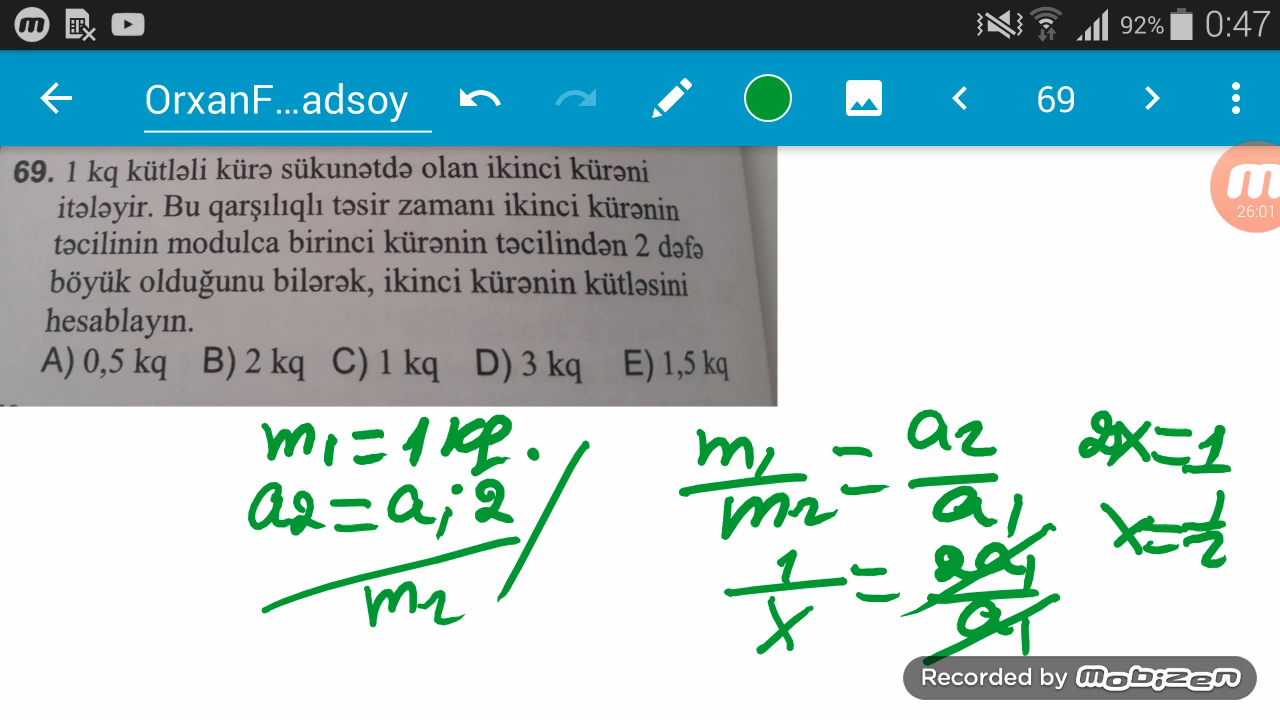 92% 0:47
OrxanF...adsoy 69
26:01
69. 1 kq kütləli kürə sükunətdə olan ikinci kürəni
itələyir. Bu qarşılıqlı təsir zamanı ikinci kürənin
təcilinin modulca birinci kürənin təcilindən 2 dəfə
böyük olduğunu bilərək, ikinci kürənin kütləsini
hesablayın.
A) 0,5 kq B) 2 kq C) 1 kq D) 3 kq E) 1,5 kq
m₁ = 1 kq.
a₂ = a₁ · 2
m₂
m₁/m₂ = a₂/a₁
1/x = 2a₁/a₁
2x = 1
x = 1/2
Recorded by mobizen